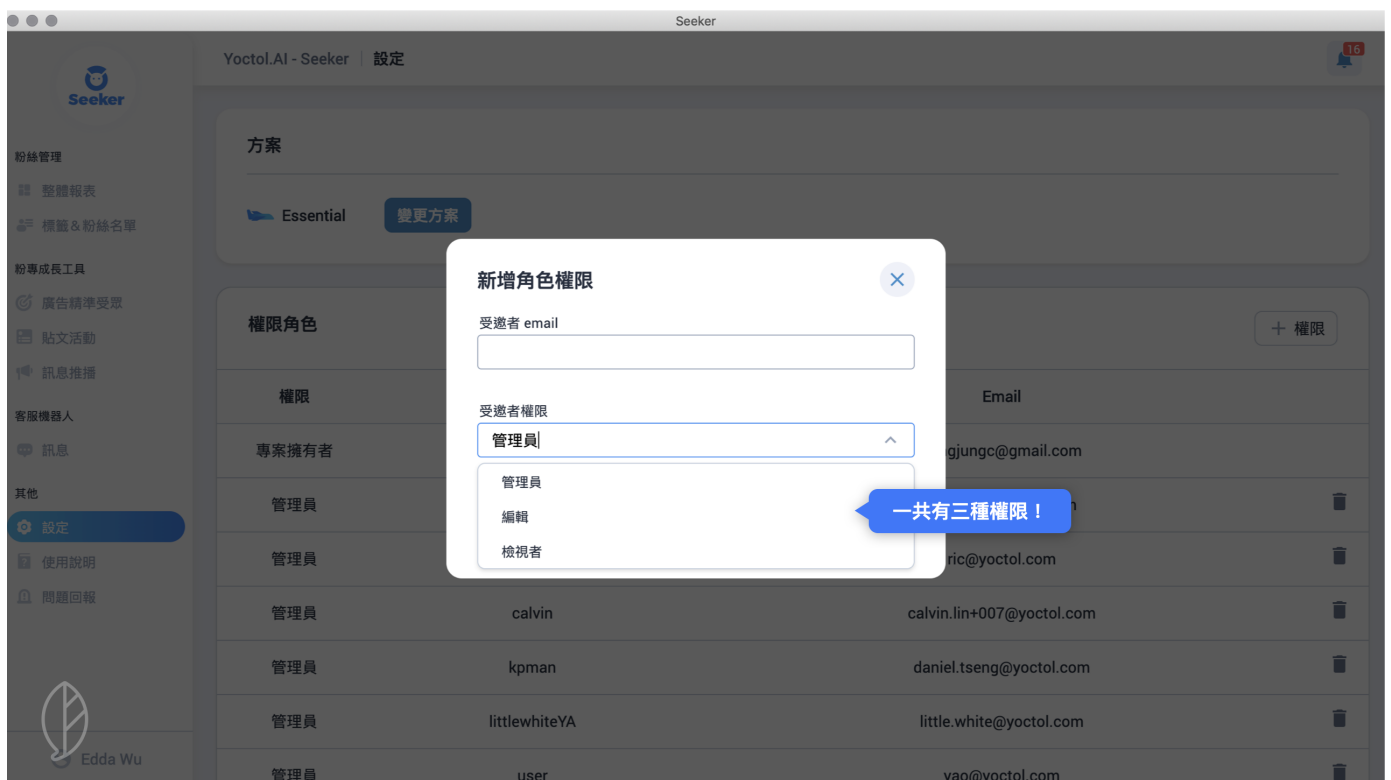 Seeker
Yoctol.AI - Seeker 設定
16
Seeker
粉絲管理
整體報表
標籤&粉絲名單
粉專成長工具
廣告精準受眾
貼文活動
訊息推播
客服機器人
訊息
其他
設定
使用說明
問題回報
Edda Wu
方案
Essential 變更方案
權限角色
+ 權限
權限 Email
專案擁有者 gjungc@gmail.com
管理員
管理員 ric@yoctol.com
管理員 calvin calvin.lin+007@yoctol.com
管理員 kpman daniel.tseng@yoctol.com
管理員 littlewhiteYA little.white@yoctol.com
管理員 user yao@yoctol.com
新增角色權限
受邀者 email
受邀者權限
管理員
管理員
編輯
檢視者
一共有三種權限！